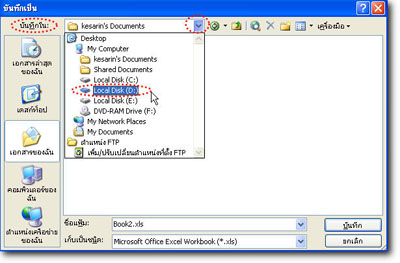 บันทึกเป็น
บันทึกใน:
kesarin's Documents
เครื่องมือ
Desktop
My Computer
kesarin's Documents
Shared Documents
Local Disk (C:)
Local Disk (D:)
Local Disk (E:)
DVD-RAM Drive (F:)
My Network Places
My Documents
ตำแหน่ง FTP
เพิ่ม/ปรับเปลี่ยนตำแหน่งที่ตั้ง FTP
เอกสารล่าสุด
ของฉัน
เดสก์ท็อป
เอกสารของฉัน
คอมพิวเตอร์ของ
ฉัน
ตำแหน่งเครือข่าย
ของฉัน
ชื่อแฟ้ม:
Book2.xls
บันทึก
เก็บเป็นชนิด:
Microsoft Office Excel Workbook (*.xls)
ยกเลิก